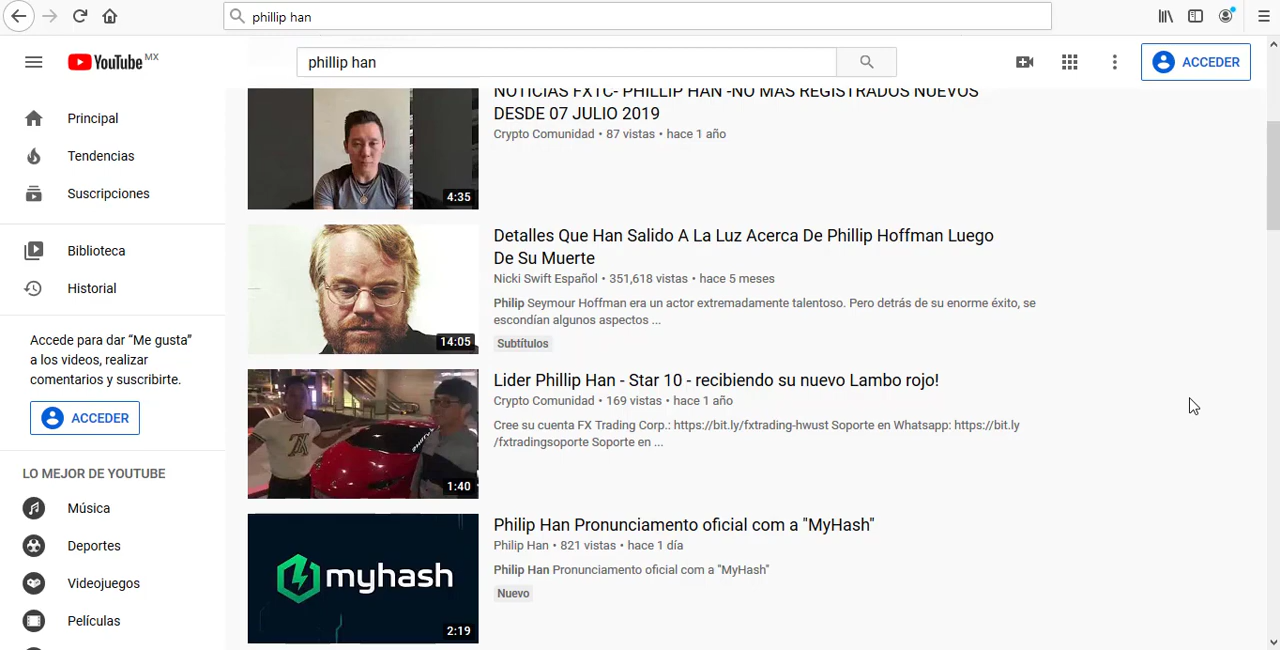 phillip han
YouTube MX
phillip han
ACCEDER
Principal
Tendencias
Suscripciones
Biblioteca
Historial
Accede para dar “Me gusta”
a los videos, realizar
comentarios y suscribirte.
ACCEDER
LO MEJOR DE YOUTUBE
Música
Deportes
Videojuegos
Películas
NOTICIAS FXTC- PHILLIP HAN -NO MAS REGISTRADOS NUEVOS
DESDE 07 JULIO 2019
Crypto Comunidad • 87 vistas • hace 1 año
4:35
Detalles Que Han Salido A La Luz Acerca De Phillip Hoffman Luego
De Su Muerte
Nicki Swift Español • 351,618 vistas • hace 5 meses
Philip Seymour Hoffman era un actor extremadamente talentoso. Pero detrás de su enorme éxito, se
escondían algunos aspectos ...
Subtítulos
14:05
Lider Phillip Han - Star 10 - recibiendo su nuevo Lambo rojo!
Crypto Comunidad • 169 vistas • hace 1 año
Cree su cuenta FX Trading Corp.: https://bit.ly/fxtrading-hwust Soporte en Whatsapp: https://bit.ly
/fxtradingsoporte Soporte en ...
1:40
Philip Han Pronunciamento oficial com a "MyHash"
Philip Han • 821 vistas • hace 1 día
Philip Han Pronunciamento oficial com a "MyHash"
Nuevo
myhash
2:19